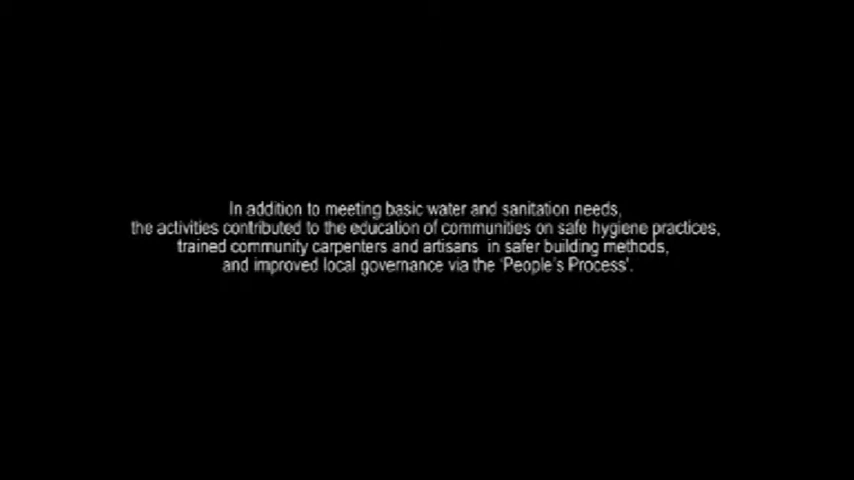 In addition to meeting basic water and sanitation needs,
the activities contributed to the education of communities on safe hygiene practices,
trained community carpenters and artisans  in safer building methods,
and improved local governance via the 'People's Process'.